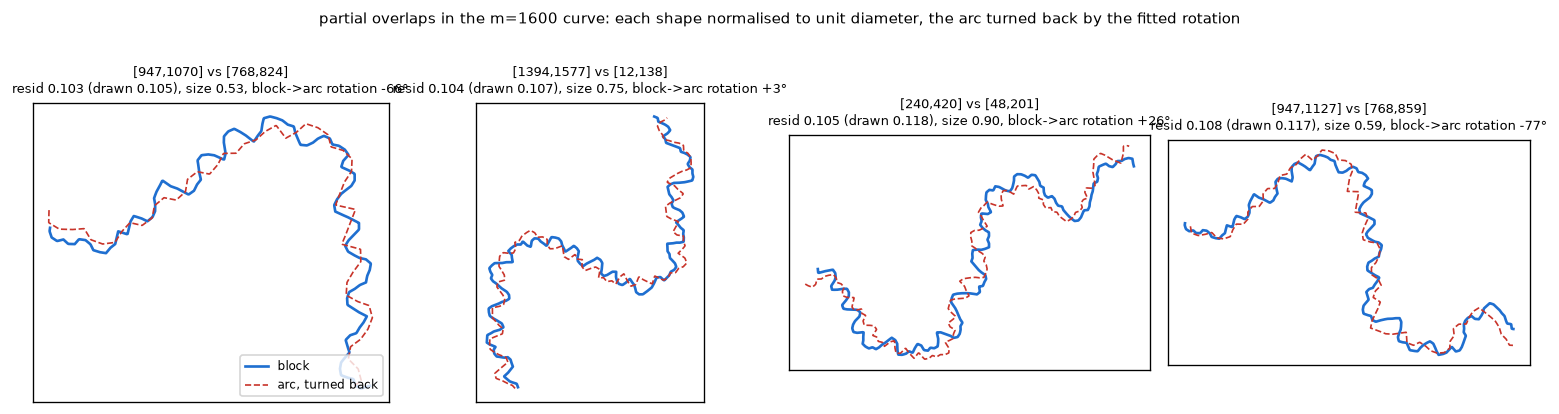 partial overlaps in the m=1600 curve: each shape normalised to unit diameter, the arc turned back by the fitted rotation
[947,1070] vs [768,824]
resid 0.103 (drawn 0.105), size 0.53, block->arc rotation -66°
[1394,1577] vs [12,138]
resid 0.104 (drawn 0.107), size 0.75, block->arc rotation +3°
[240,420] vs [48,201]
resid 0.105 (drawn 0.118), size 0.90, block->arc rotation +26°
[947,1127] vs [768,859]
resid 0.108 (drawn 0.117), size 0.59, block->arc rotation -77°
block
arc, turned back